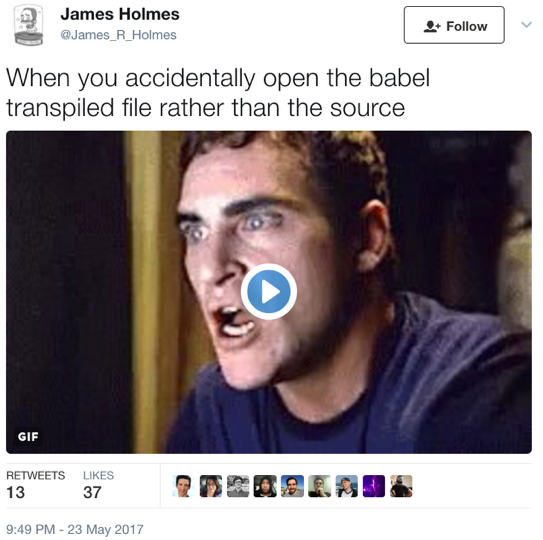 James Holmes
@James_R_Holmes
Follow
When you accidentally open the babel
transpiled file rather than the source
GIF
RETWEETS LIKES
13 37
9:49 PM - 23 May 2017